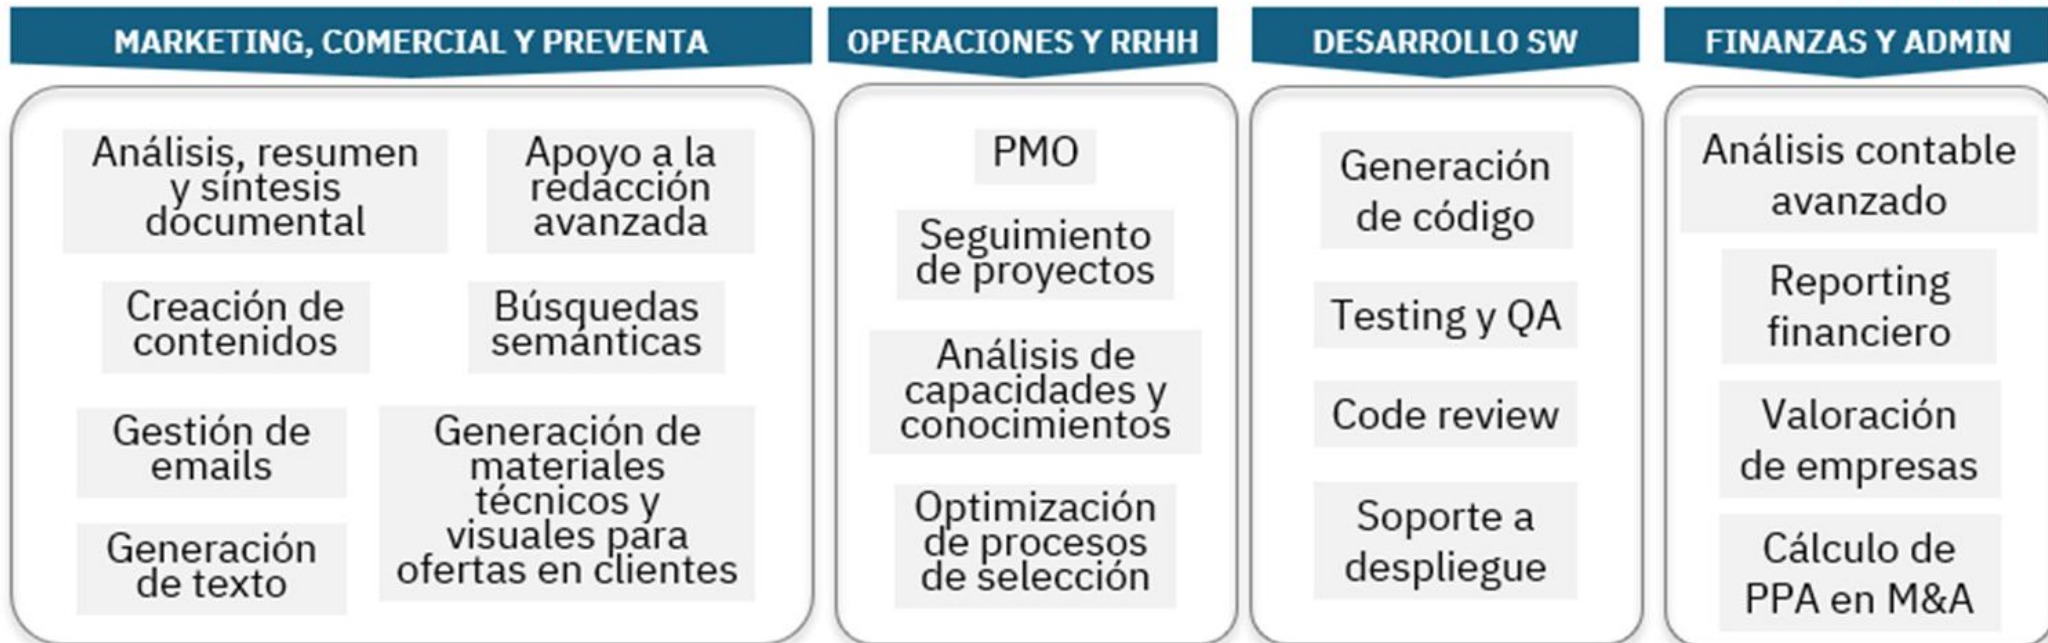 MARKETING, COMERCIAL Y PREVENTA
Análisis, resumen
y síntesis
documental
Apoyo a la
redacción
avanzada
Creación de
contenidos
Búsquedas
semánticas
Gestión de
emails
Generación de
materiales
técnicos y
visuales para
ofertas en clientes
Generación
de texto
OPERACIONES Y RRHH
PMO
Seguimiento
de proyectos
Análisis de
capacidades y
conocimientos
Optimización
de procesos
de selección
DESARROLLO SW
Generación
de código
Testing y QA
Code review
Soporte a
despliegue
FINANZAS Y ADMIN
Análisis contable
avanzado
Reporting
financiero
Valoración
de empresas
Cálculo de
PPA en M&A